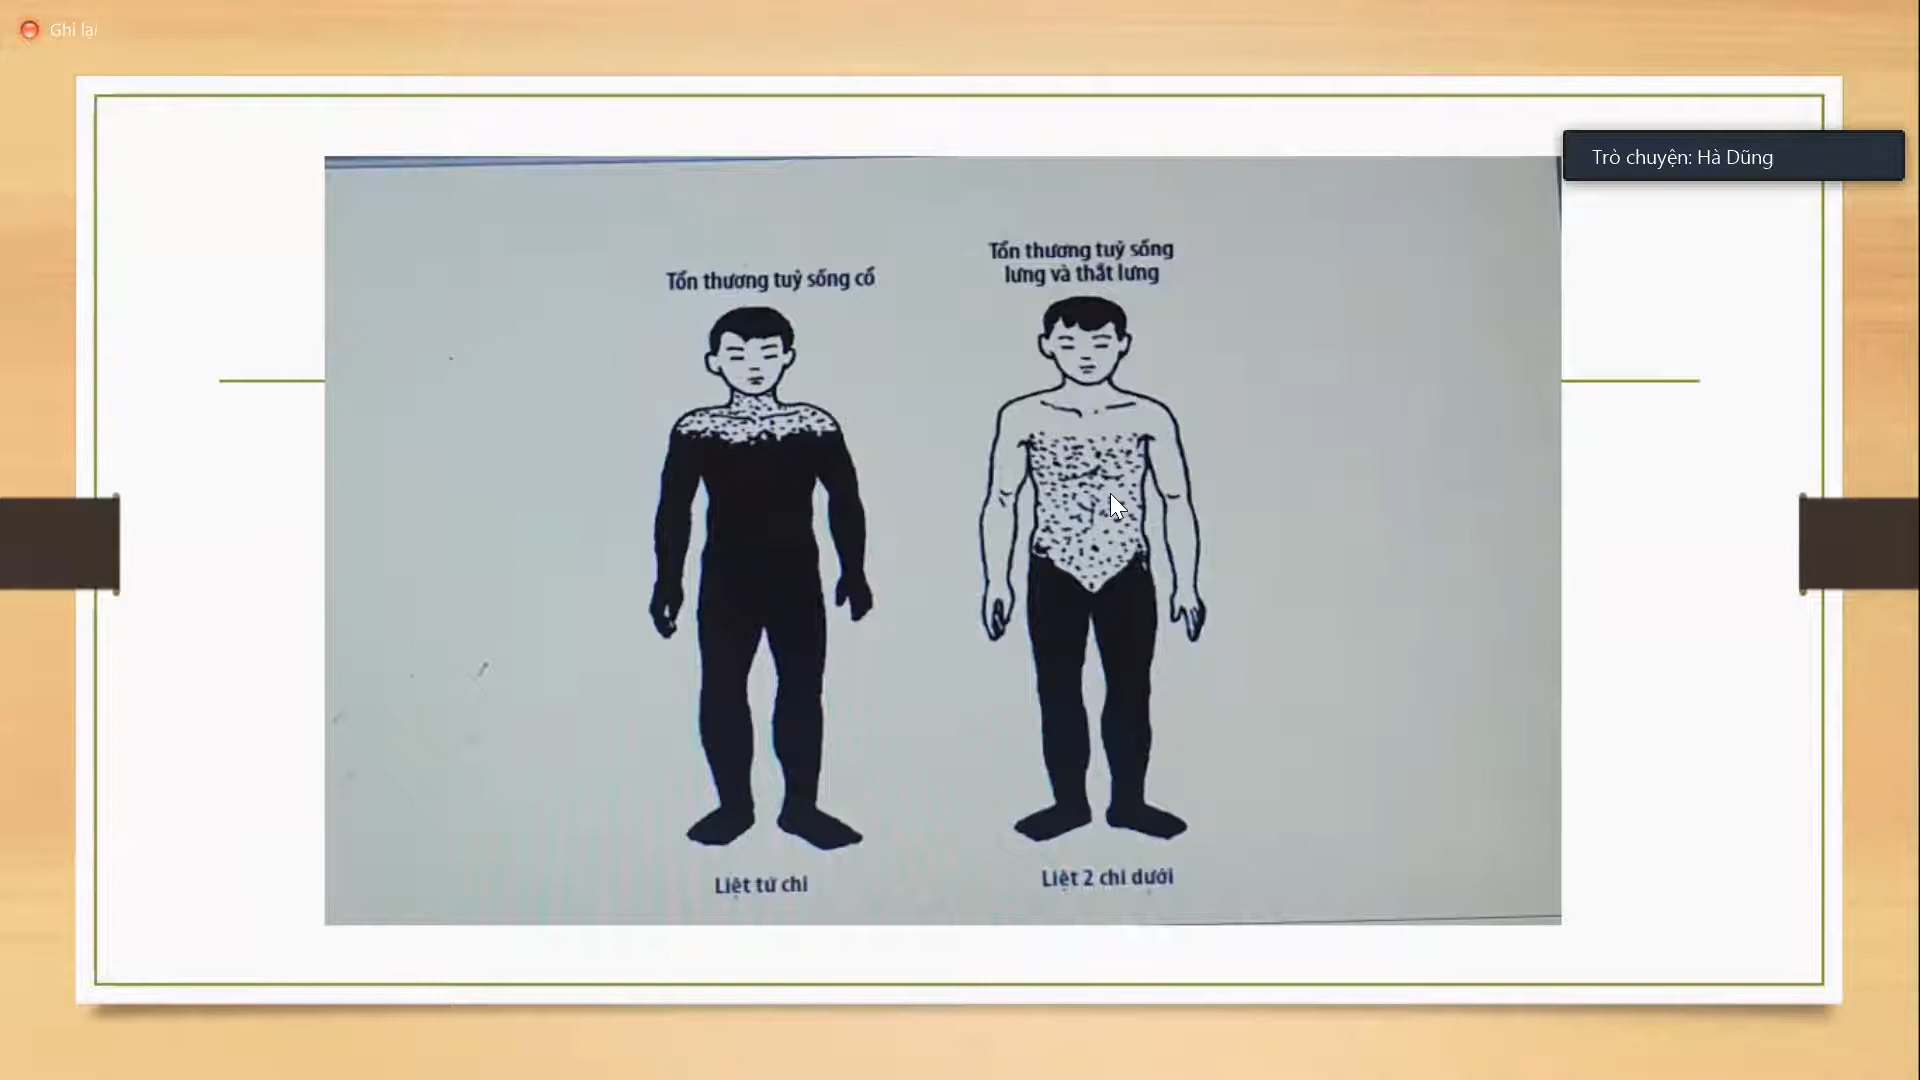 Ghi lại
Trò chuyện: Hà Dũng
Tổn thương tuỷ sống cổ
Tổn thương tuỷ sống
lưng và thắt lưng
Liệt tứ chi
Liệt 2 chi dưới